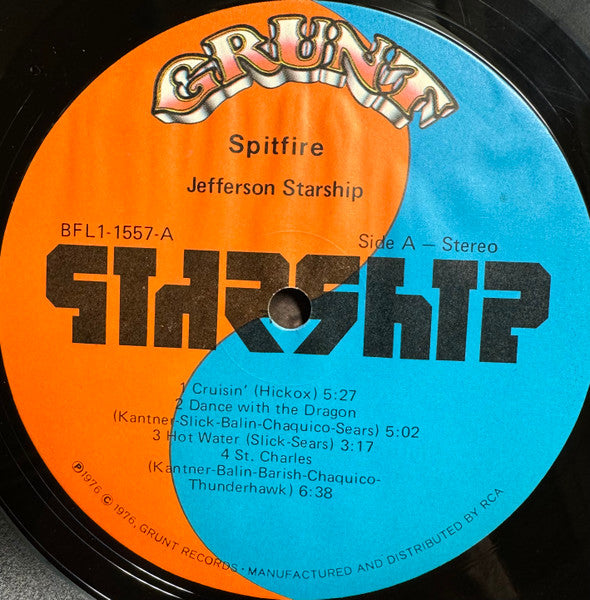 GRUNT
Spitfire
Jefferson Starship
BFL1-1557-A
Side A — Stereo
STARSHIP
1 Cruisin' (Hickox) 5:27
2 Dance with the Dragon
(Kantner-Slick-Balin-Chaquico-Sears) 5:02
3 Hot Water (Slick-Sears) 3:17
4 St. Charles
(Kantner-Balin-Barish-Chaquico-
Thunderhawk) 6:38
℗1976 © 1976, GRUNT RECORDS · MANUFACTURED AND DISTRIBUTED BY RCA